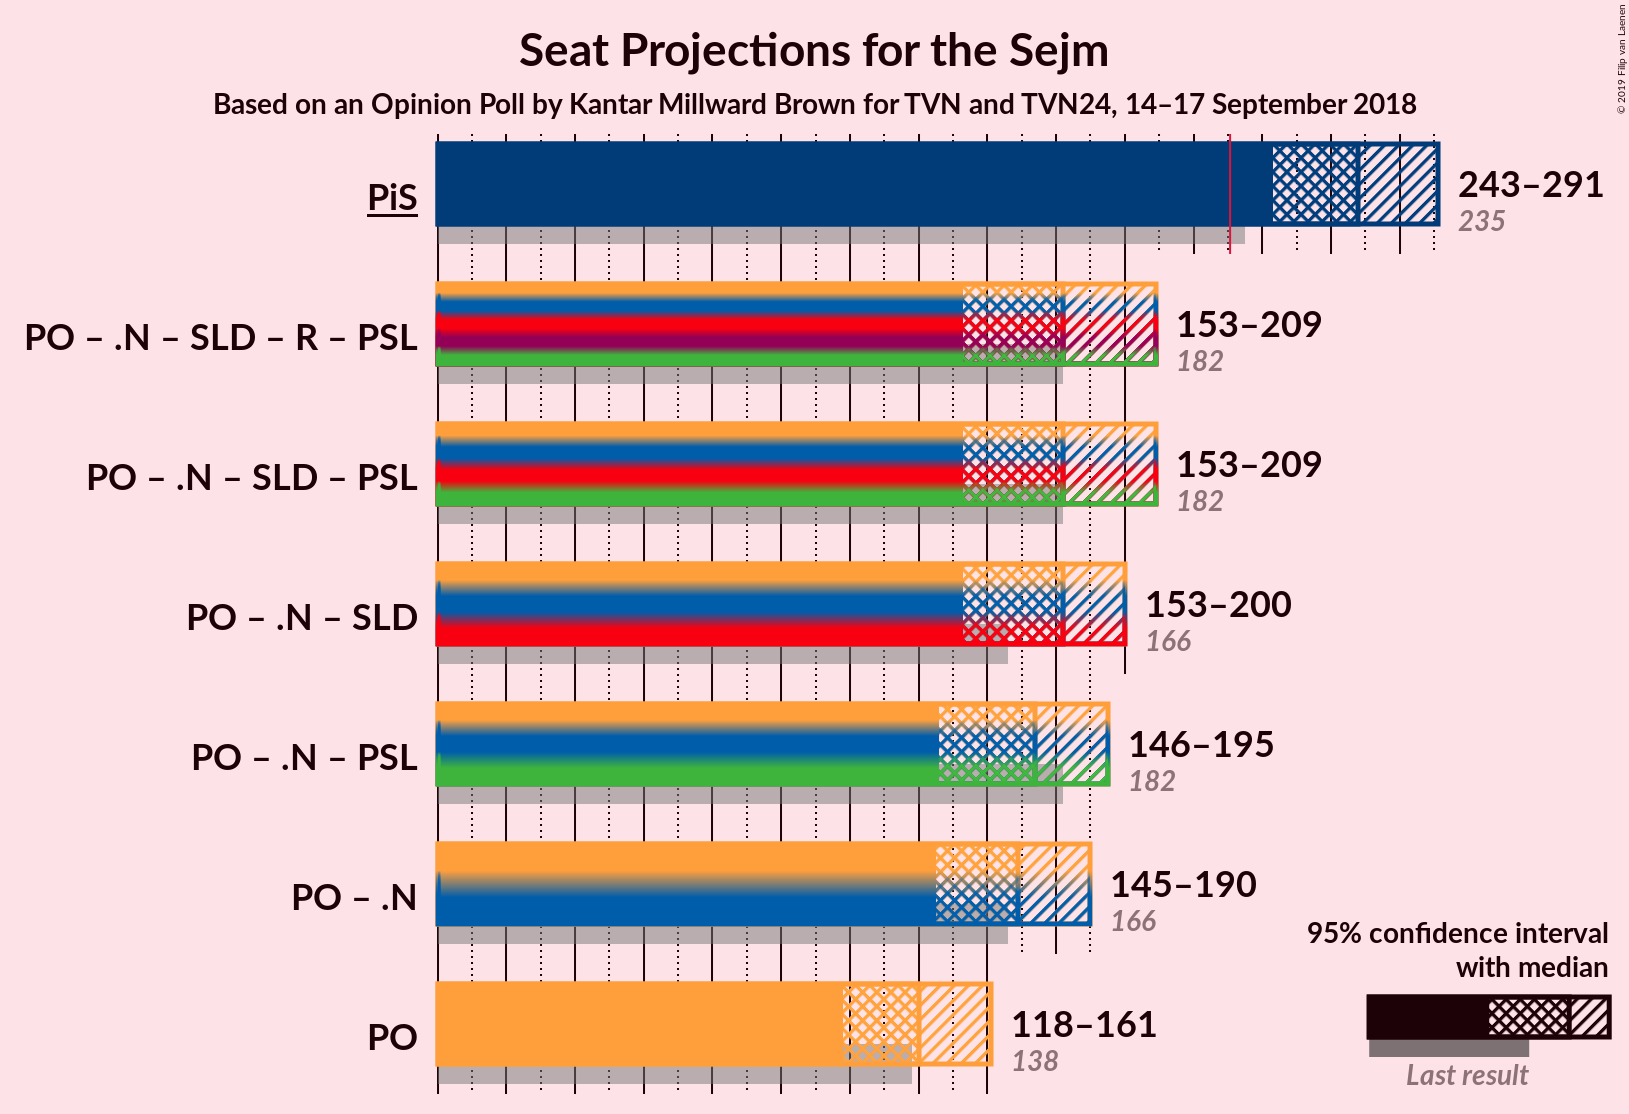 Seat Projections for the Sejm
Based on an Opinion Poll by Kantar Millward Brown for TVN and TVN24, 14–17 September 2018
© 2019 Filip van Laenen
PiS
243–291
235
PO – .N – SLD – R – PSL
153–209
182
PO – .N – SLD – PSL
153–209
182
PO – .N – SLD
153–200
166
PO – .N – PSL
146–195
182
PO – .N
145–190
166
PO
118–161
138
95% confidence interval
with median
Last result